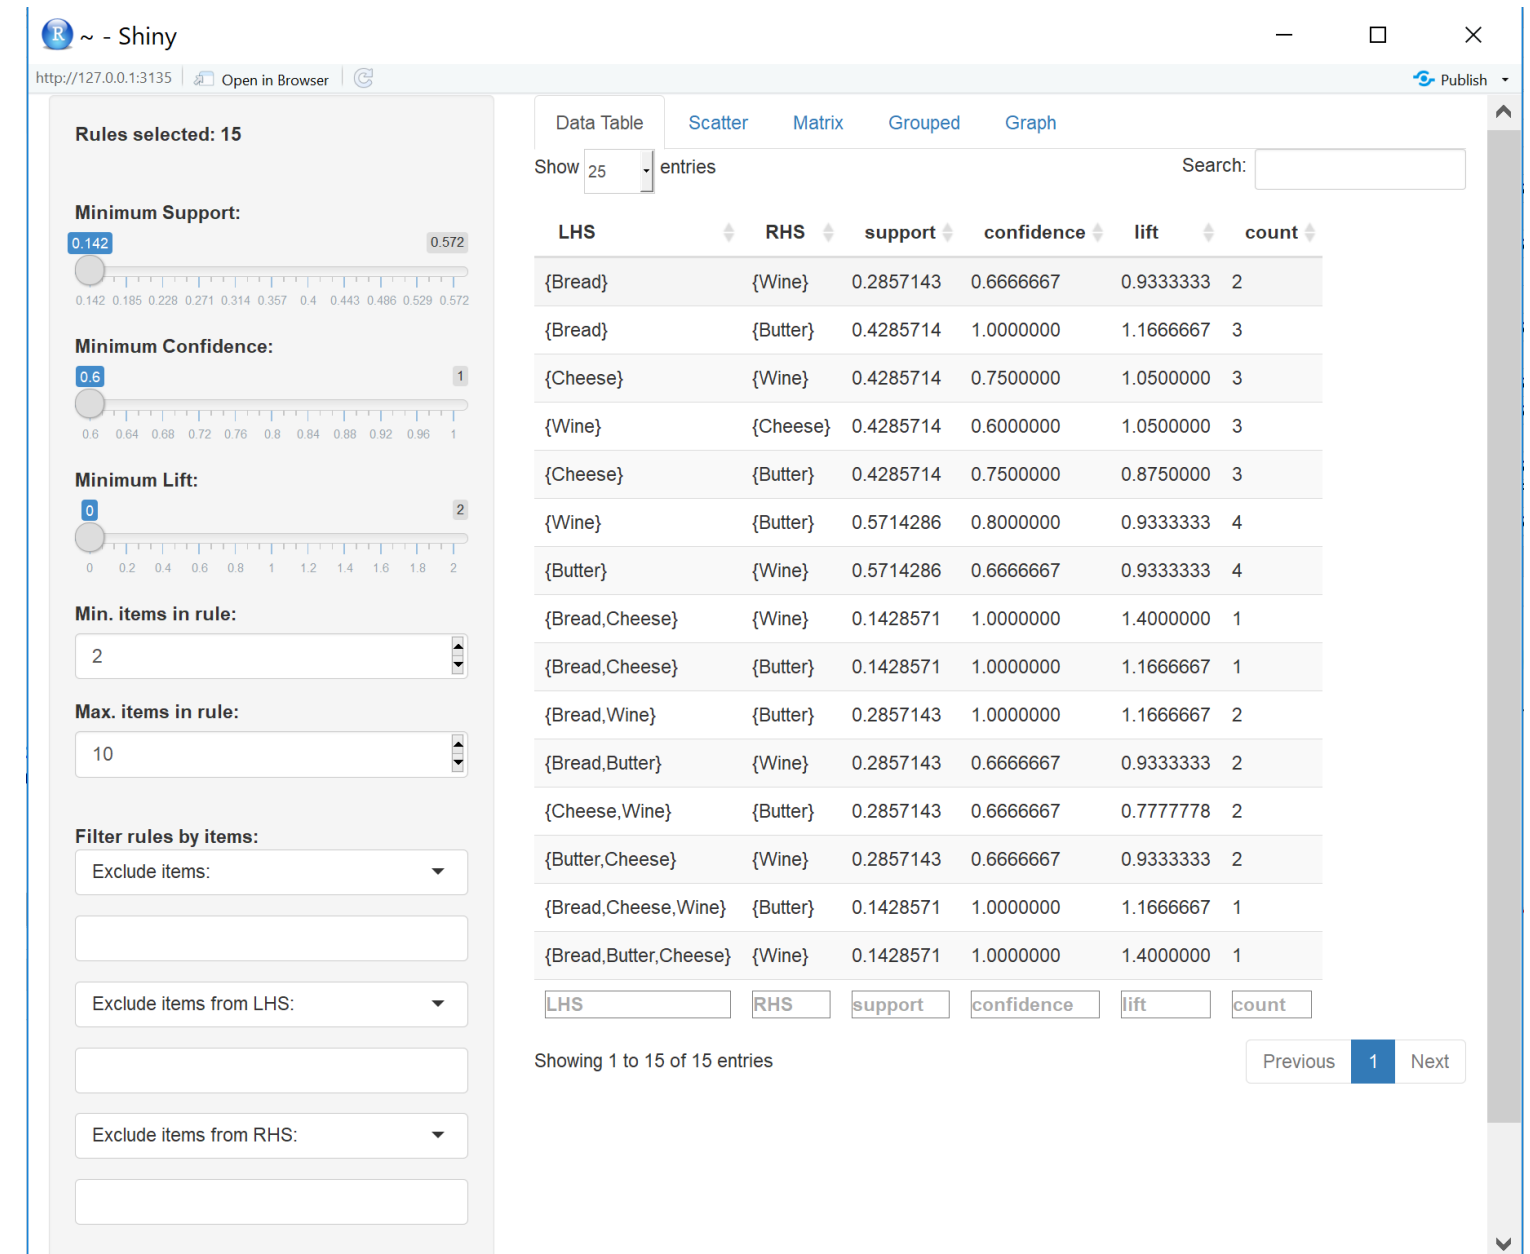 R ~ - Shiny
http://127.0.0.1:3135 Open in Browser Publish
Rules selected: 15
Minimum Support:
0.142 0.572
0.142 0.185 0.228 0.271 0.314 0.357 0.4 0.443 0.486 0.529 0.572
Minimum Confidence:
0.6 1
0.6 0.64 0.68 0.72 0.76 0.8 0.84 0.88 0.92 0.96 1
Minimum Lift:
0 2
0 0.2 0.4 0.6 0.8 1 1.2 1.4 1.6 1.8 2
Min. items in rule:
2
Max. items in rule:
10
Filter rules by items:
Exclude items:
Exclude items from LHS:
Exclude items from RHS:
Data Table Scatter Matrix Grouped Graph
Show 25 entries Search:
LHS RHS support confidence lift count
{Bread} {Wine} 0.2857143 0.6666667 0.9333333 2
{Bread} {Butter} 0.4285714 1.0000000 1.1666667 3
{Cheese} {Wine} 0.4285714 0.7500000 1.0500000 3
{Wine} {Cheese} 0.4285714 0.6000000 1.0500000 3
{Cheese} {Butter} 0.4285714 0.7500000 0.8750000 3
{Wine} {Butter} 0.5714286 0.8000000 0.9333333 4
{Butter} {Wine} 0.5714286 0.6666667 0.9333333 4
{Bread,Cheese} {Wine} 0.1428571 1.0000000 1.4000000 1
{Bread,Cheese} {Butter} 0.1428571 1.0000000 1.1666667 1
{Bread,Wine} {Butter} 0.2857143 1.0000000 1.1666667 2
{Bread,Butter} {Wine} 0.2857143 0.6666667 0.9333333 2
{Cheese,Wine} {Butter} 0.2857143 0.6666667 0.7777778 2
{Butter,Cheese} {Wine} 0.2857143 0.6666667 0.9333333 2
{Bread,Cheese,Wine} {Butter} 0.1428571 1.0000000 1.1666667 1
{Bread,Butter,Cheese} {Wine} 0.1428571 1.0000000 1.4000000 1
LHS RHS support confidence lift count
Showing 1 to 15 of 15 entries Previous 1 Next